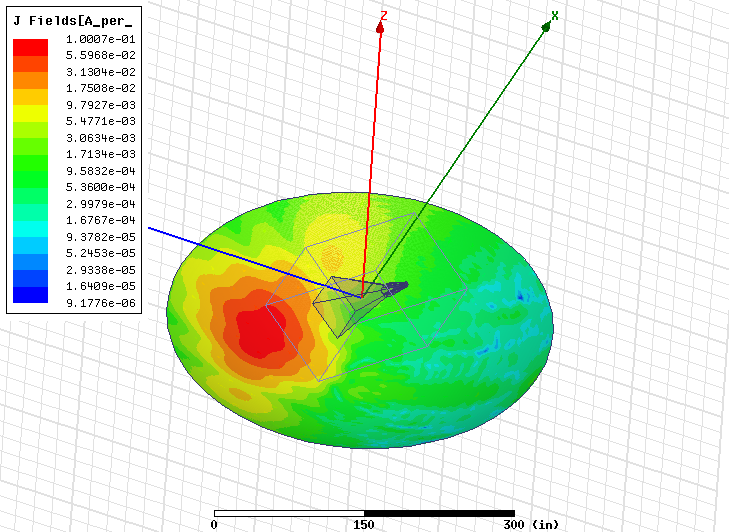 J Fields[A_per_
1.0007e-01
5.5968e-02
3.1304e-02
1.7508e-02
9.7927e-03
5.4771e-03
3.0634e-03
1.7134e-03
9.5832e-04
5.3600e-04
2.9979e-04
1.6767e-04
9.3782e-05
5.2453e-05
2.9338e-05
1.6409e-05
9.1776e-06
Z
X
0 150 300 (in)